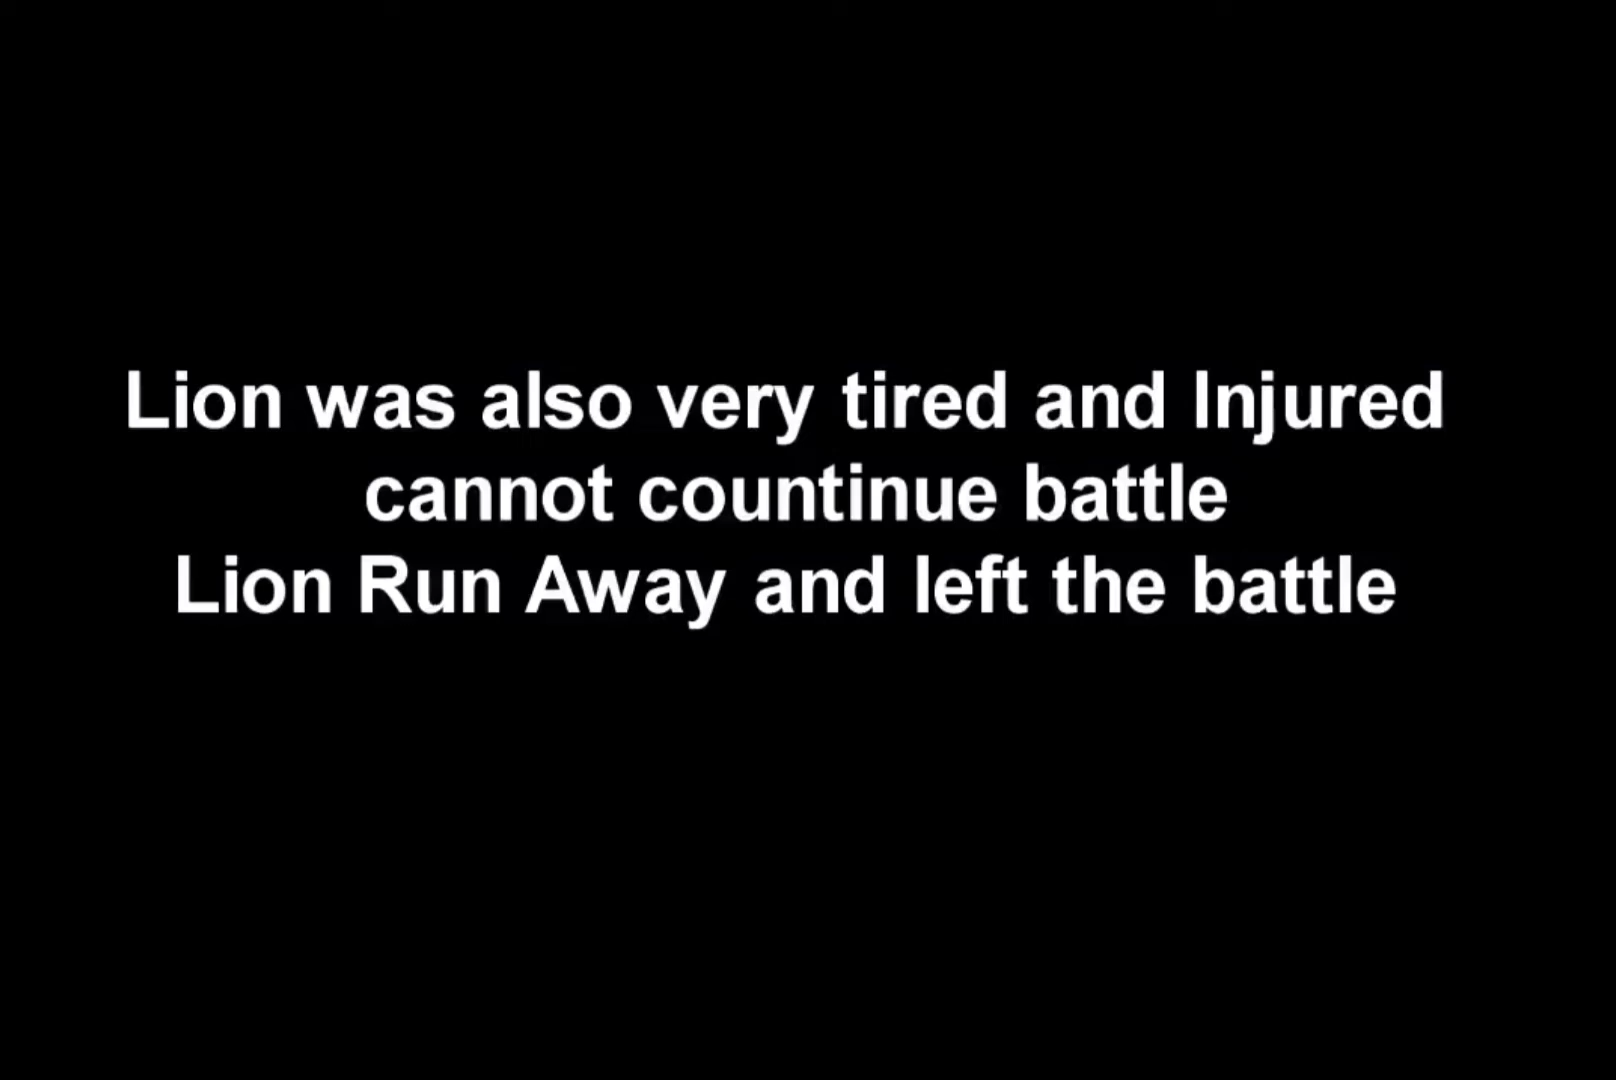 Lion was also very tired and Injured
cannot countinue battle
Lion Run Away and left the battle